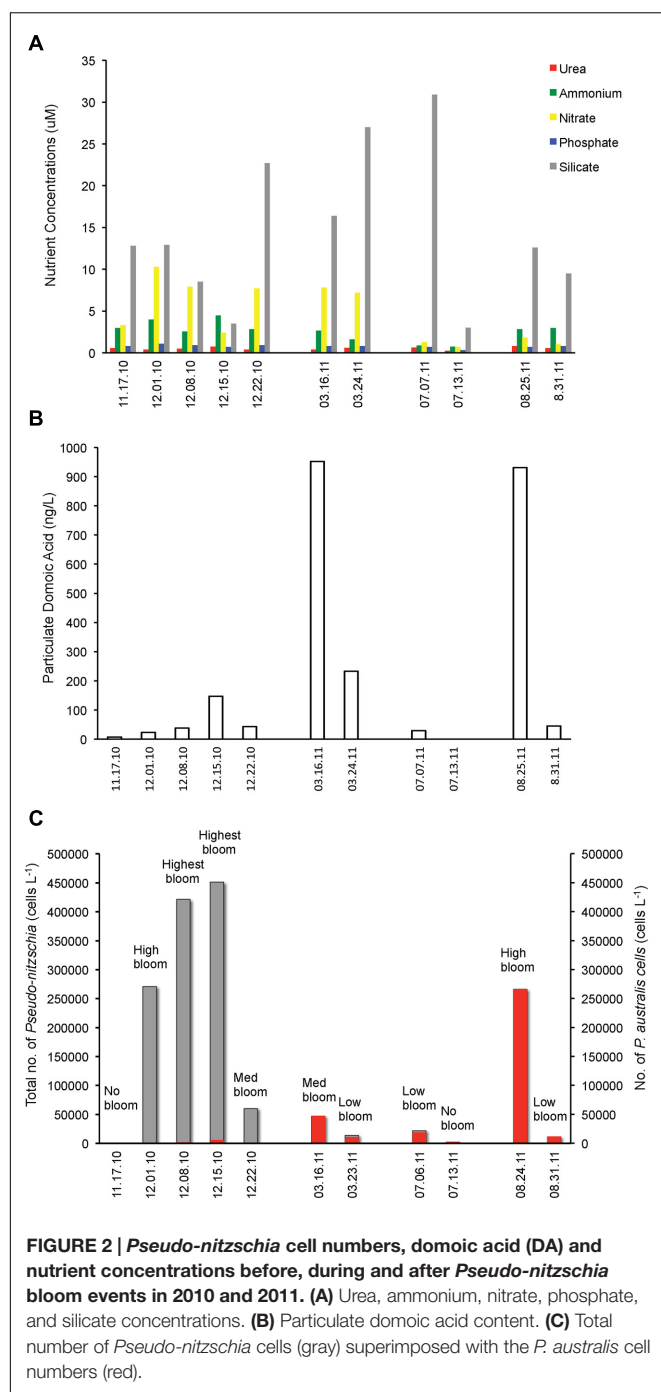 A
Nutrient Concentrations (uM)
35
30
25
20
15
10
5
0
Urea
Ammonium
Nitrate
Phosphate
Silicate
11.17.10
12.01.10
12.08.10
12.15.10
12.22.10
03.16.11
03.24.11
07.07.11
07.13.11
08.25.11
8.31.11
B
Particulate Domoic Acid (ng/L)
1000
900
800
700
600
500
400
300
200
100
0
11.17.10
12.01.10
12.08.10
12.15.10
12.22.10
03.16.11
03.24.11
07.07.11
07.13.11
08.25.11
8.31.11
C
Total no. of Pseudo-nitzschia (cells L-1)
500000
450000
400000
350000
300000
250000
200000
150000
100000
50000
0
No
bloom
High
bloom
Highest
bloom
Highest
bloom
Med
bloom
Med
bloom
Low
bloom
Low
bloom
No
bloom
High
bloom
Low
bloom
500000
450000
400000
350000
300000
250000
200000
150000
100000
50000
0
No. of P. australis cells (cells L-1)
11.17.10
12.01.10
12.08.10
12.15.10
12.22.10
03.16.11
03.23.11
07.06.11
07.13.11
08.24.11
08.31.11
FIGURE 2 | Pseudo-nitzschia cell numbers, domoic acid (DA) and
nutrient concentrations before, during and after Pseudo-nitzschia
bloom events in 2010 and 2011. (A) Urea, ammonium, nitrate, phosphate,
and silicate concentrations. (B) Particulate domoic acid content. (C) Total
number of Pseudo-nitzschia cells (gray) superimposed with the P. australis cell
numbers (red).